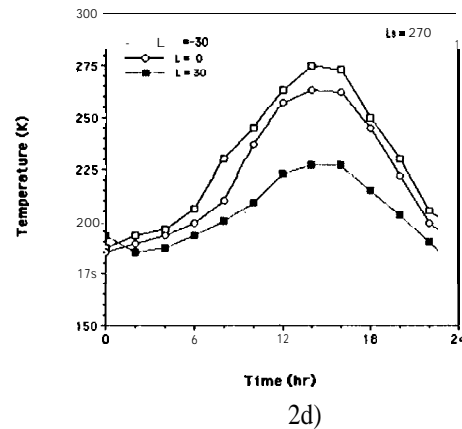 300
Ls = 270
L =-30
L = 0
L = 30
275
250
225
200
17s
150
Temperature (K)
0 6 12 18 24
Time (hr)
2d)